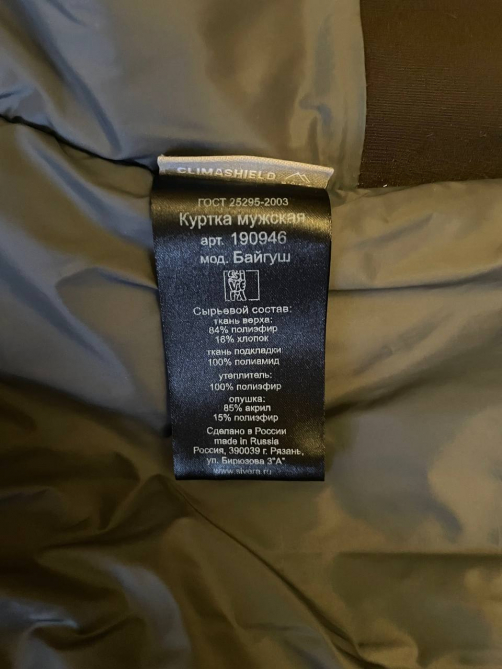 CLIMASHIELD
ГОСТ 25295-2003
Куртка мужская
арт. 190946
мод. Байгуш
Сырьевой состав:
ткань верха:
84% полиэфир
16% хлопок
ткань подкладки
100% полиамид
утеплитель:
100% полиэфир
опушка:
85% акрил
15% полиэфир
Сделано в России
made in Russia
Россия, 390039 г. Рязань,
ул. Бирюзова 3"А"
www.sivera.ru